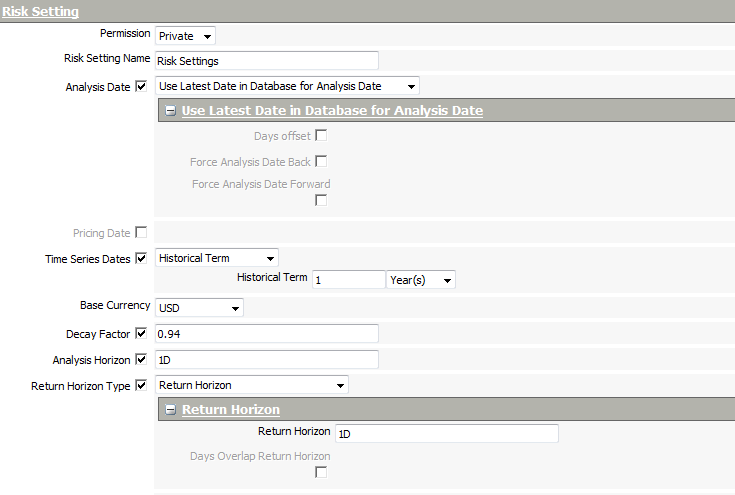 Risk Setting
Permission Private
Risk Setting Name Risk Settings
Analysis Date Use Latest Date in Database for Analysis Date
Use Latest Date in Database for Analysis Date
Days offset
Force Analysis Date Back
Force Analysis Date Forward
Pricing Date
Time Series Dates Historical Term
Historical Term 1 Year(s)
Base Currency USD
Decay Factor 0.94
Analysis Horizon 1D
Return Horizon Type Return Horizon
Return Horizon
Return Horizon 1D
Days Overlap Return Horizon